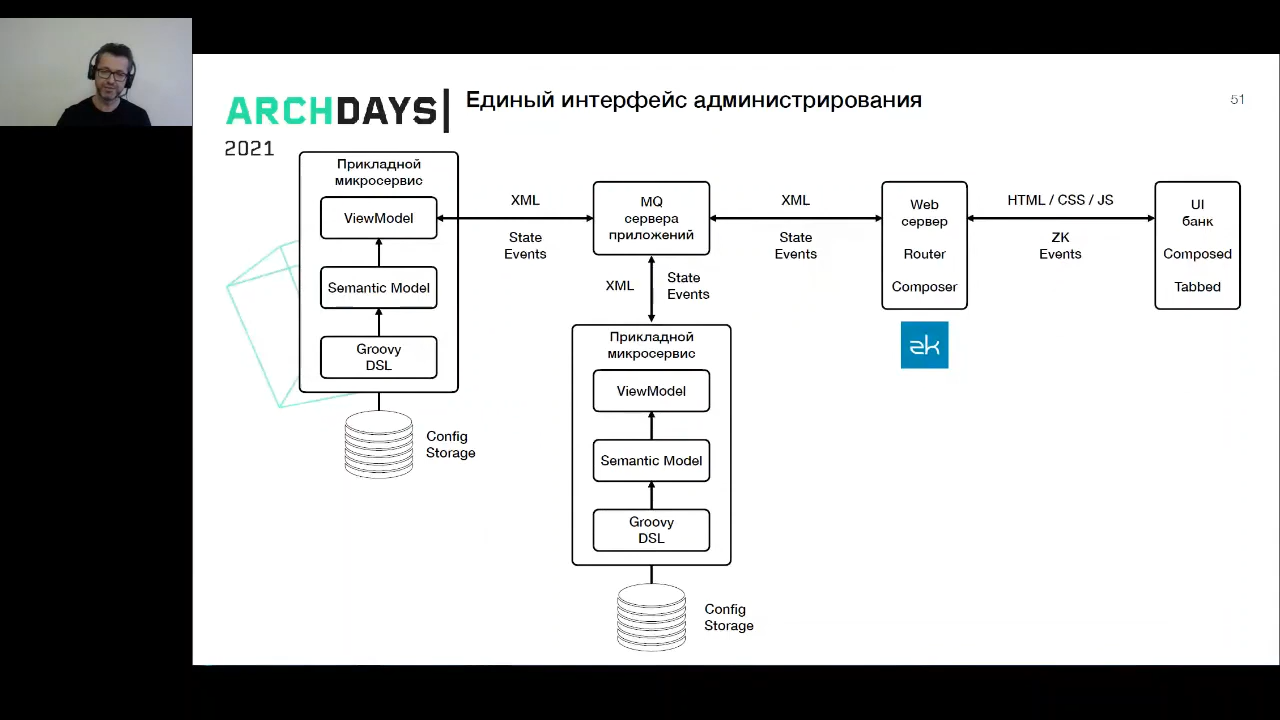 ARCHDAYS
2021
Единый интерфейс администрирования
51
Прикладной
микросервис
ViewModel
Semantic Model
Groovy
DSL
Config
Storage
XML
State
Events
MQ
сервера
приложений
XML
State
Events
Прикладной
микросервис
ViewModel
Semantic Model
Groovy
DSL
Config
Storage
XML
State
Events
Web
сервер
Router
Composer
zk
HTML / CSS / JS
ZK
Events
UI
банк
Composed
Tabbed